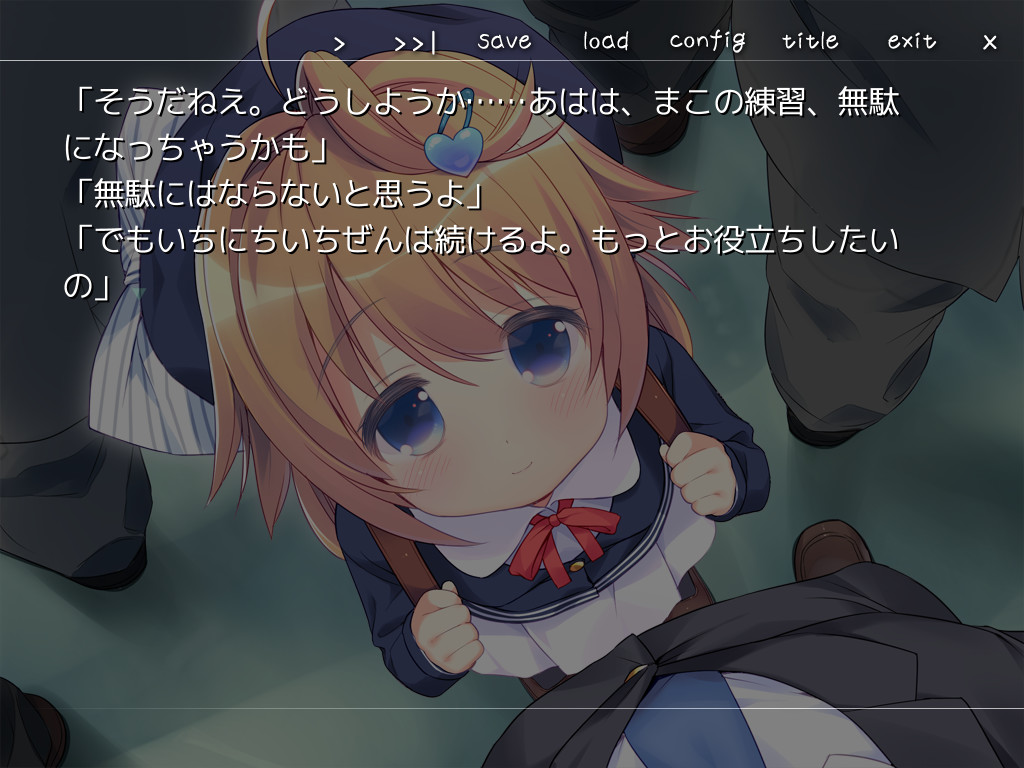 > >>| save load config title exit x
「そうだねえ。どうしようか……あはは、まこの練習、無駄
になっちゃうかも」
「無駄にはならないと思うよ」
「でもいちにちいちぜんは続けるよ。もっとお役立ちしたい
の」